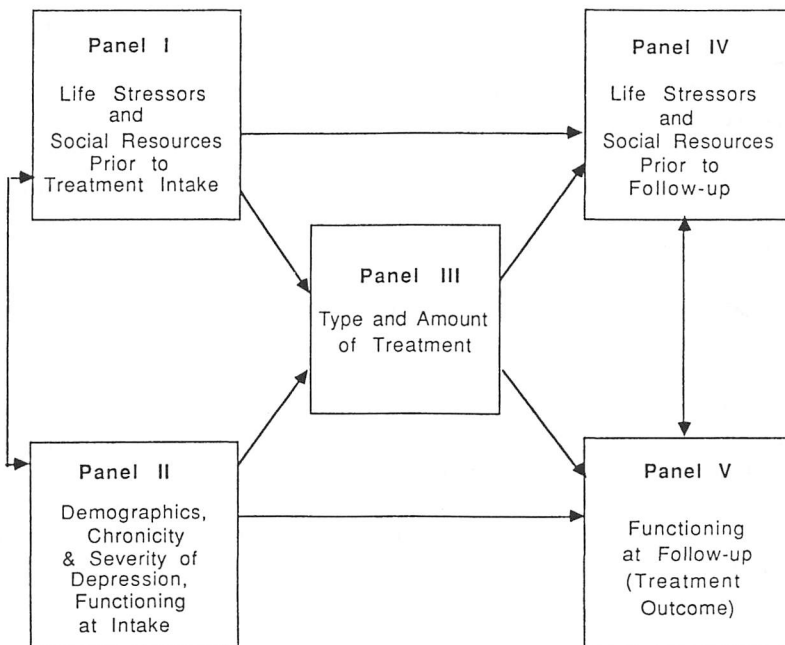 Panel I
Life Stressors
and
Social Resources
Prior to
Treatment Intake
Panel IV
Life Stressors
and
Social Resources
Prior to
Follow-up
Panel III
Type and Amount
of Treatment
Panel II
Demographics,
Chronicity
& Severity of
Depression,
Functioning
at Intake
Panel V
Functioning
at Follow-up
(Treatment
Outcome)